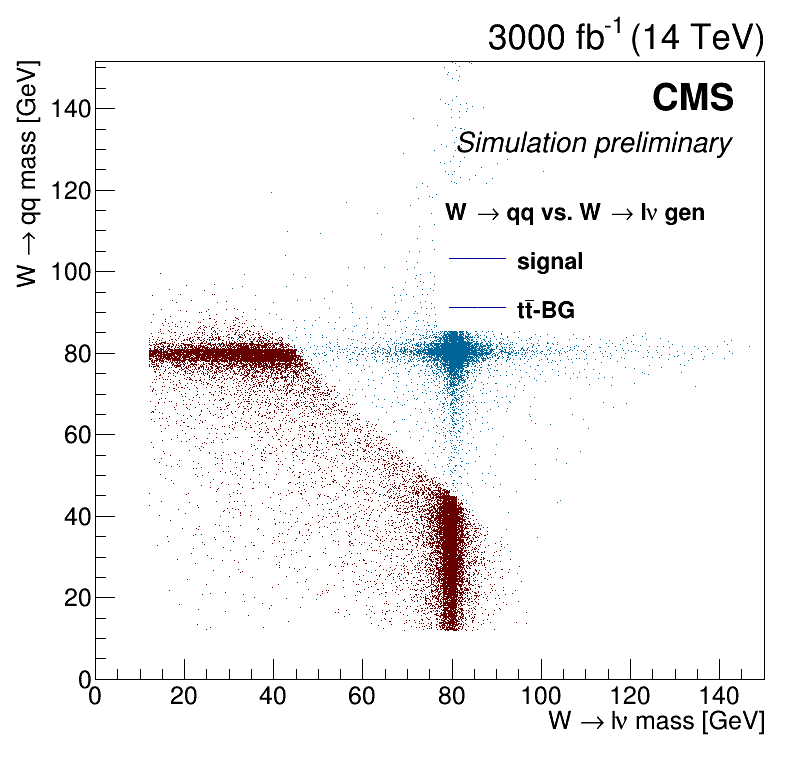 3000 fb-1 (14 TeV)
W → qq mass [GeV]
140
120
100
80
60
40
20
0
CMS
Simulation preliminary
W → qq vs. W → lν gen
signal
tt̄-BG
0 20 40 60 80 100 120 140
W → lν mass [GeV]